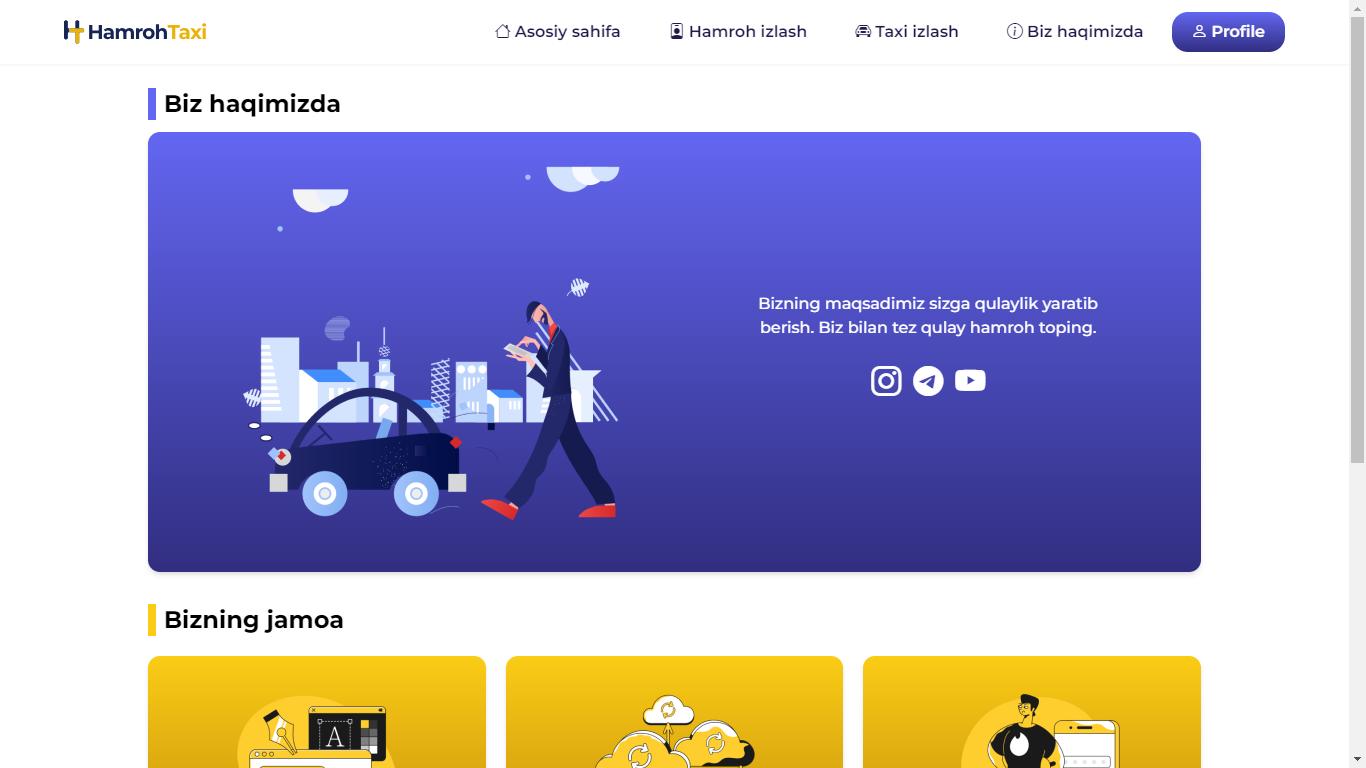 HamrohTaxi
Asosiy sahifa
Hamroh izlash
Taxi izlash
Biz haqimizda
Profile
Biz haqimizda
Bizning maqsadimiz sizga qulaylik yaratib
berish. Biz bilan tez qulay hamroh toping.
Bizning jamoa
A